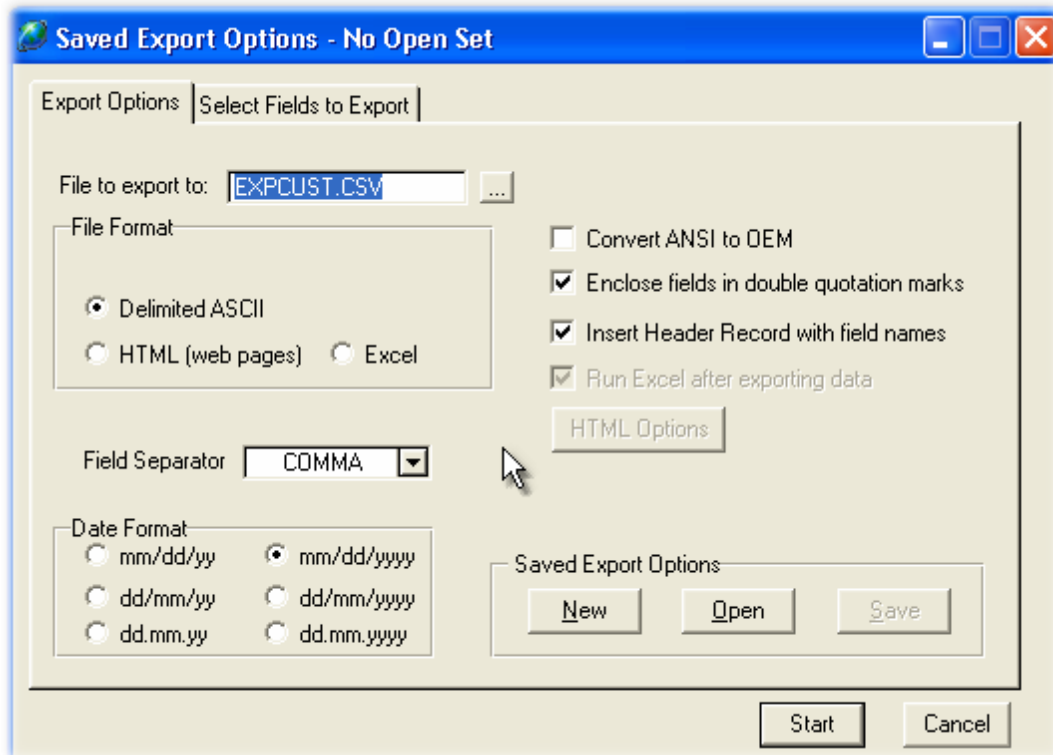 Saved Export Options - No Open Set
Export Options Select Fields to Export
File to export to: EXPCUST.CSV ...
File Format
Delimited ASCII
HTML (web pages) Excel
Convert ANSI to OEM
Enclose fields in double quotation marks
Insert Header Record with field names
Run Excel after exporting data
HTML Options
Field Separator COMMA
Date Format
mm/dd/yy mm/dd/yyyy
dd/mm/yy dd/mm/yyyy
dd.mm.yy dd.mm.yyyy
Saved Export Options
New Open Save
Start Cancel